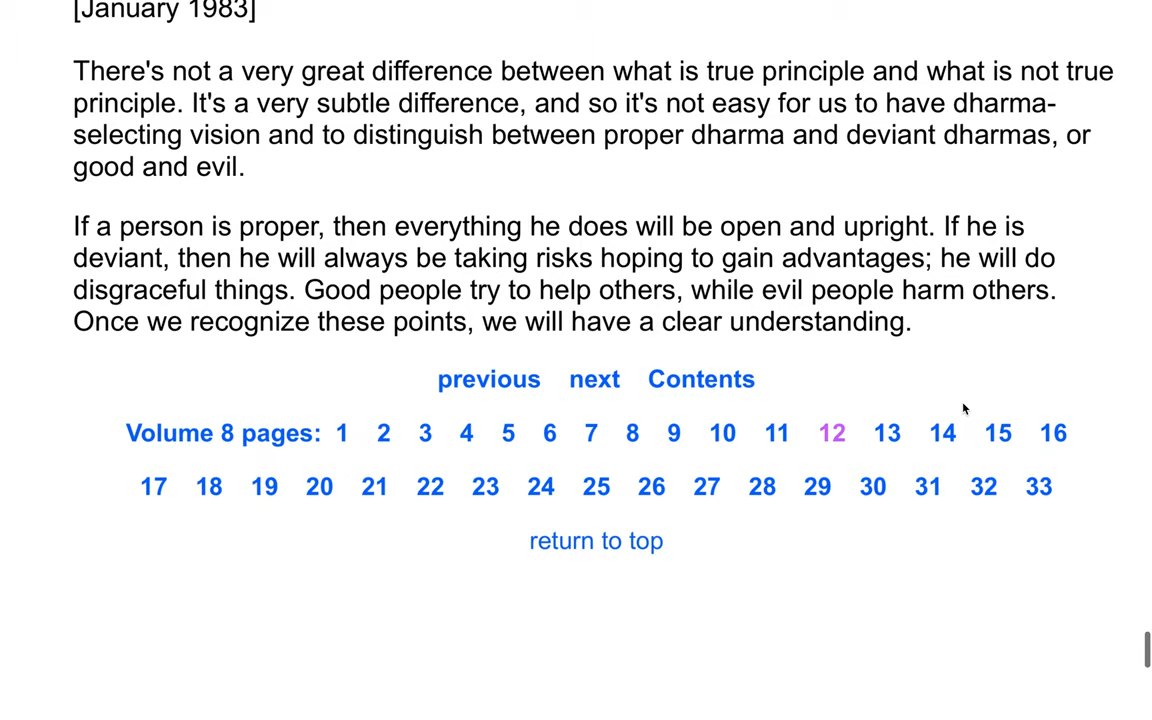 [January 1983]
There's not a very great difference between what is true principle and what is not true
principle. It's a very subtle difference, and so it's not easy for us to have dharma-
selecting vision and to distinguish between proper dharma and deviant dharmas, or
good and evil.
If a person is proper, then everything he does will be open and upright. If he is
deviant, then he will always be taking risks hoping to gain advantages; he will do
disgraceful things. Good people try to help others, while evil people harm others.
Once we recognize these points, we will have a clear understanding.
previous next Contents
Volume 8 pages: 1 2 3 4 5 6 7 8 9 10 11 12 13 14 15 16
17 18 19 20 21 22 23 24 25 26 27 28 29 30 31 32 33
return to top